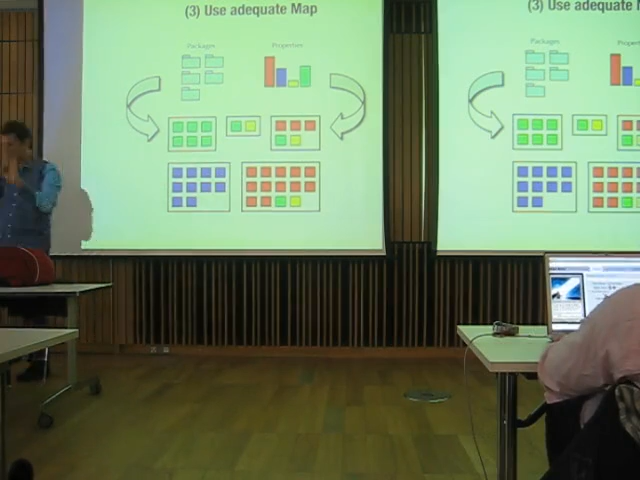 (3) Use adequate Map
Packages
Properties
(3) Use adequate
Packages